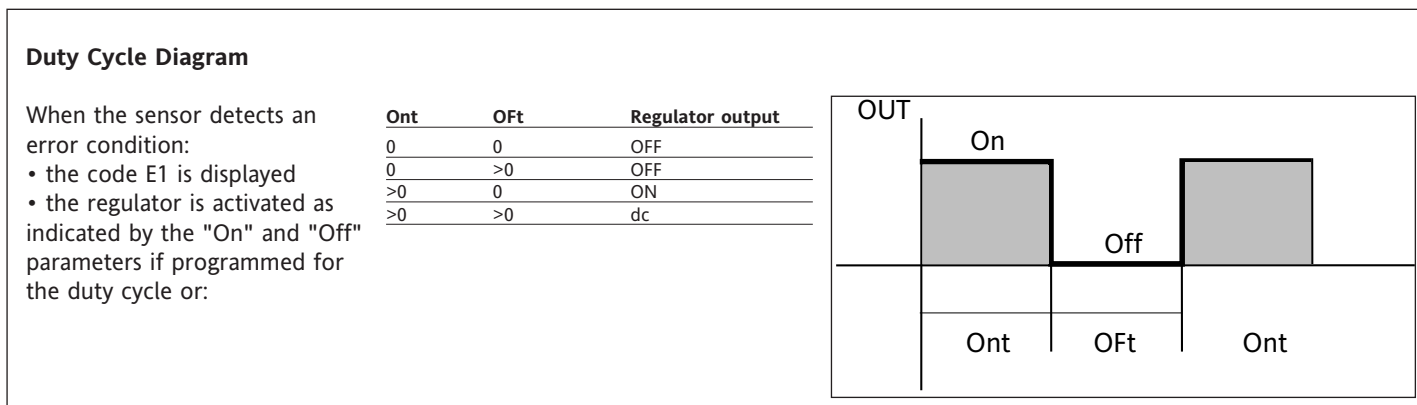 Duty Cycle Diagram
When the sensor detects an
error condition:
• the code E1 is displayed
• the regulator is activated as
indicated by the "On" and "Off"
parameters if programmed for
the duty cycle or:
Ont OFt Regulator output
0 0 OFF
0 >0 OFF
>0 0 ON
>0 >0 dc
OUT
On
Off
Ont OFt Ont